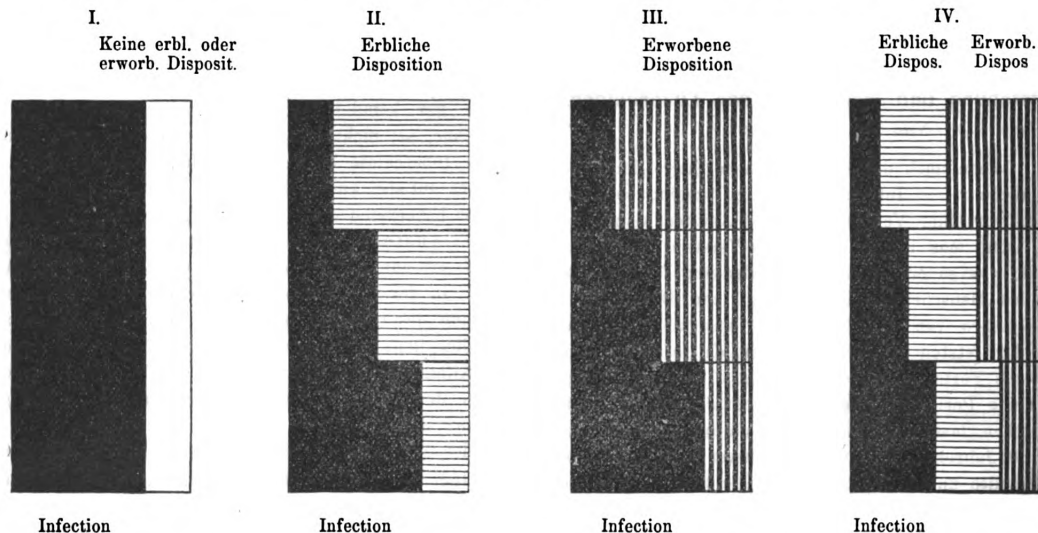 I.
Keine erbl. oder
erworb. Disposit.
II.
Erbliche
Disposition
III.
Erworbene
Disposition
IV.
Erbliche
Dispos.
Erworb.
Dispos
Infection
Infection
Infection
Infection